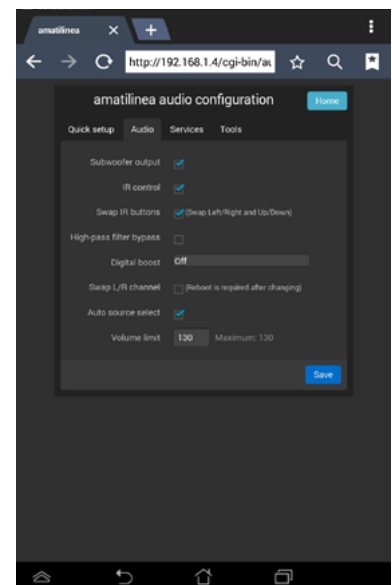 amatilinea
http://192.168.1.4/cgi-bin/au
amatilinea audio configuration
Home
Quick setup Audio Services Tools
Subwoofer output
IR control
Swap IR buttons (Swap Left/Right and Up/Down)
High-pass filter bypass
Digital boost Off
Swap L/R channel (Reboot is required after changing)
Auto source select
Volume limit 130 Maximum: 130
Save